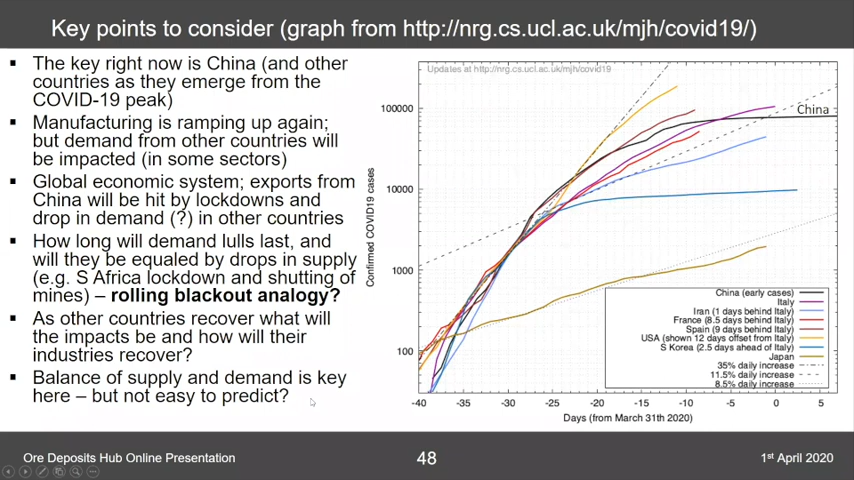 Key points to consider (graph from http://nrg.cs.ucl.ac.uk/mjh/covid19/)
▪ The key right now is China (and other
countries as they emerge from the
COVID-19 peak)
▪ Manufacturing is ramping up again;
but demand from other countries will
be impacted (in some sectors)
▪ Global economic system; exports from
China will be hit by lockdowns and
drop in demand (?) in other countries
▪ How long will demand lulls last, and
will they be equaled by drops in supply
(e.g. S Africa lockdown and shutting of
mines) – rolling blackout analogy?
▪ As other countries recover what will
the impacts be and how will their
industries recover?
▪ Balance of supply and demand is key
here – but not easy to predict?
Updates at http://nrg.cs.ucl.ac.uk/mjh/covid19
China
Confirmed COVID19 cases
100000
10000
1000
100
China (early cases)
Italy
Iran (1 days behind Italy)
France (8.5 days behind Italy)
Spain (9 days behind Italy)
USA (shown 12 days offset from Italy)
S Korea (2.5 days ahead of Italy)
Japan
35% daily increase
11.5% daily increase
8.5% daily increase
-40 -35 -30 -25 -20 -15 -10 -5 0 5
Days (from March 31th 2020)
Ore Deposits Hub Online Presentation
48
1st April 2020